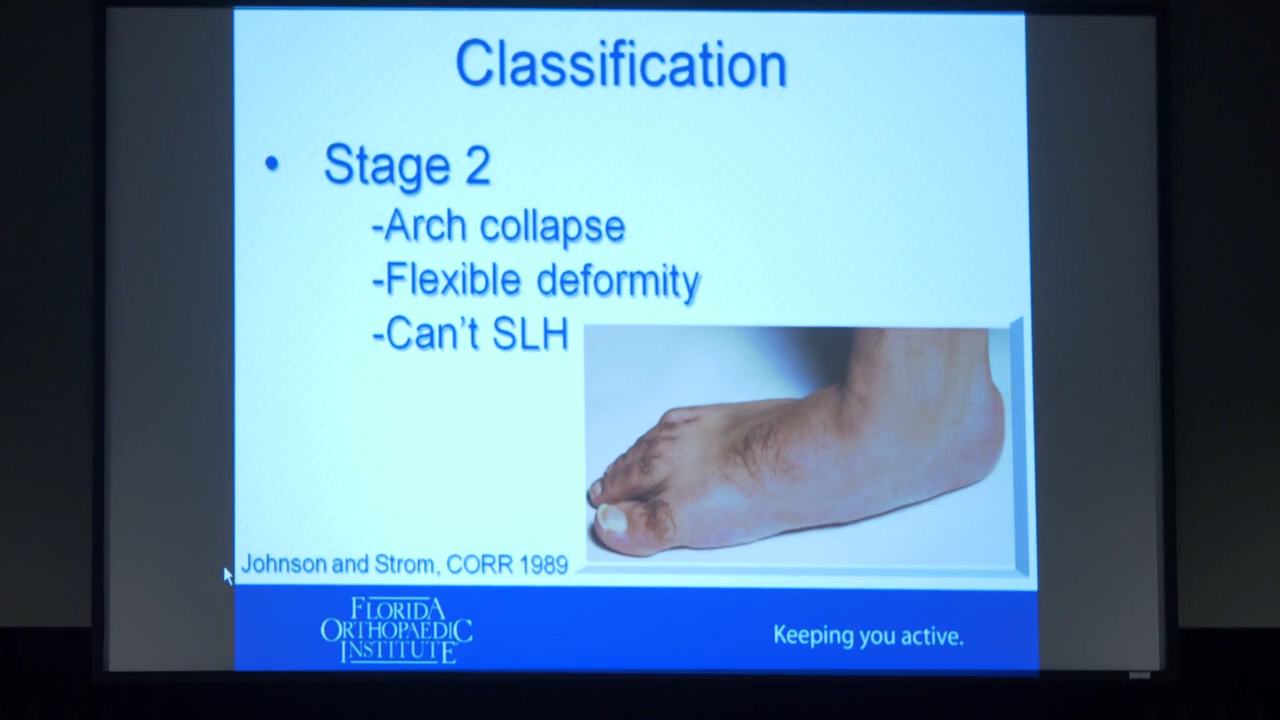 Classification
• Stage 2
-Arch collapse
-Flexible deformity
-Can't SLH
Johnson and Strom, CORR 1989
FLORIDA
ORTHOPAEDIC
INSTITUTE
Keeping you active.